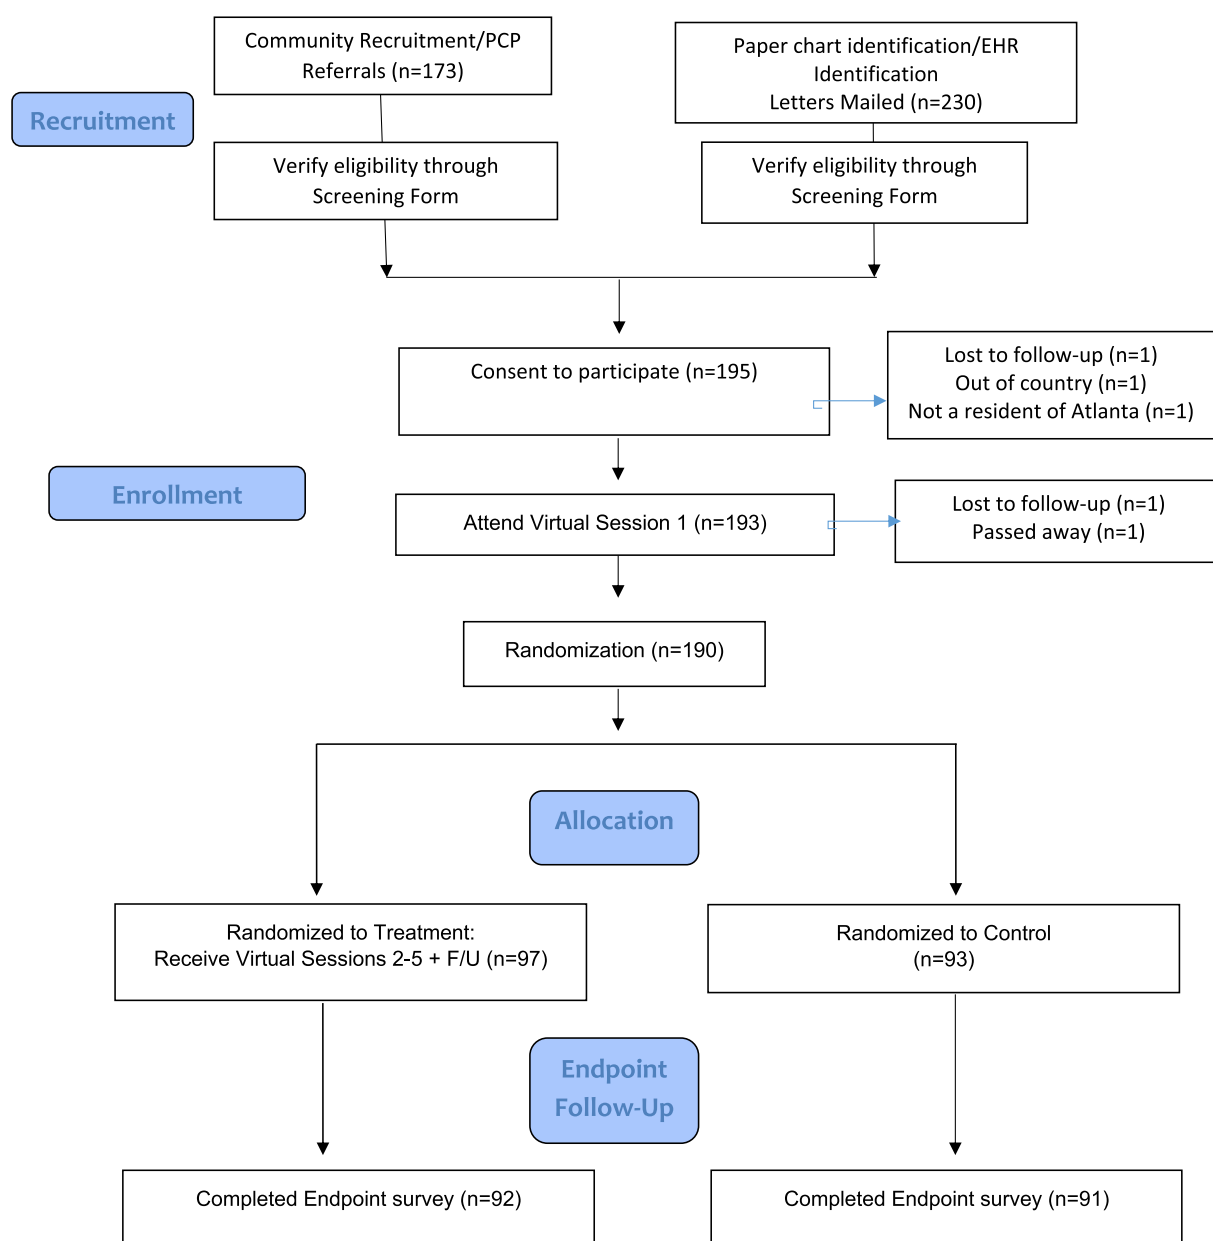 Community Recruitment/PCP
Referrals (n=173)
Paper chart identification/EHR
Identification
Letters Mailed (n=230)
Recruitment
Verify eligibility through
Screening Form
Verify eligibility through
Screening Form
Consent to participate (n=195)
Lost to follow-up (n=1)
Out of country (n=1)
Not a resident of Atlanta (n=1)
Enrollment
Attend Virtual Session 1 (n=193)
Lost to follow-up (n=1)
Passed away (n=1)
Randomization (n=190)
Allocation
Randomized to Treatment:
Receive Virtual Sessions 2-5 + F/U (n=97)
Randomized to Control
(n=93)
Endpoint
Follow-Up
Completed Endpoint survey (n=92)
Completed Endpoint survey (n=91)